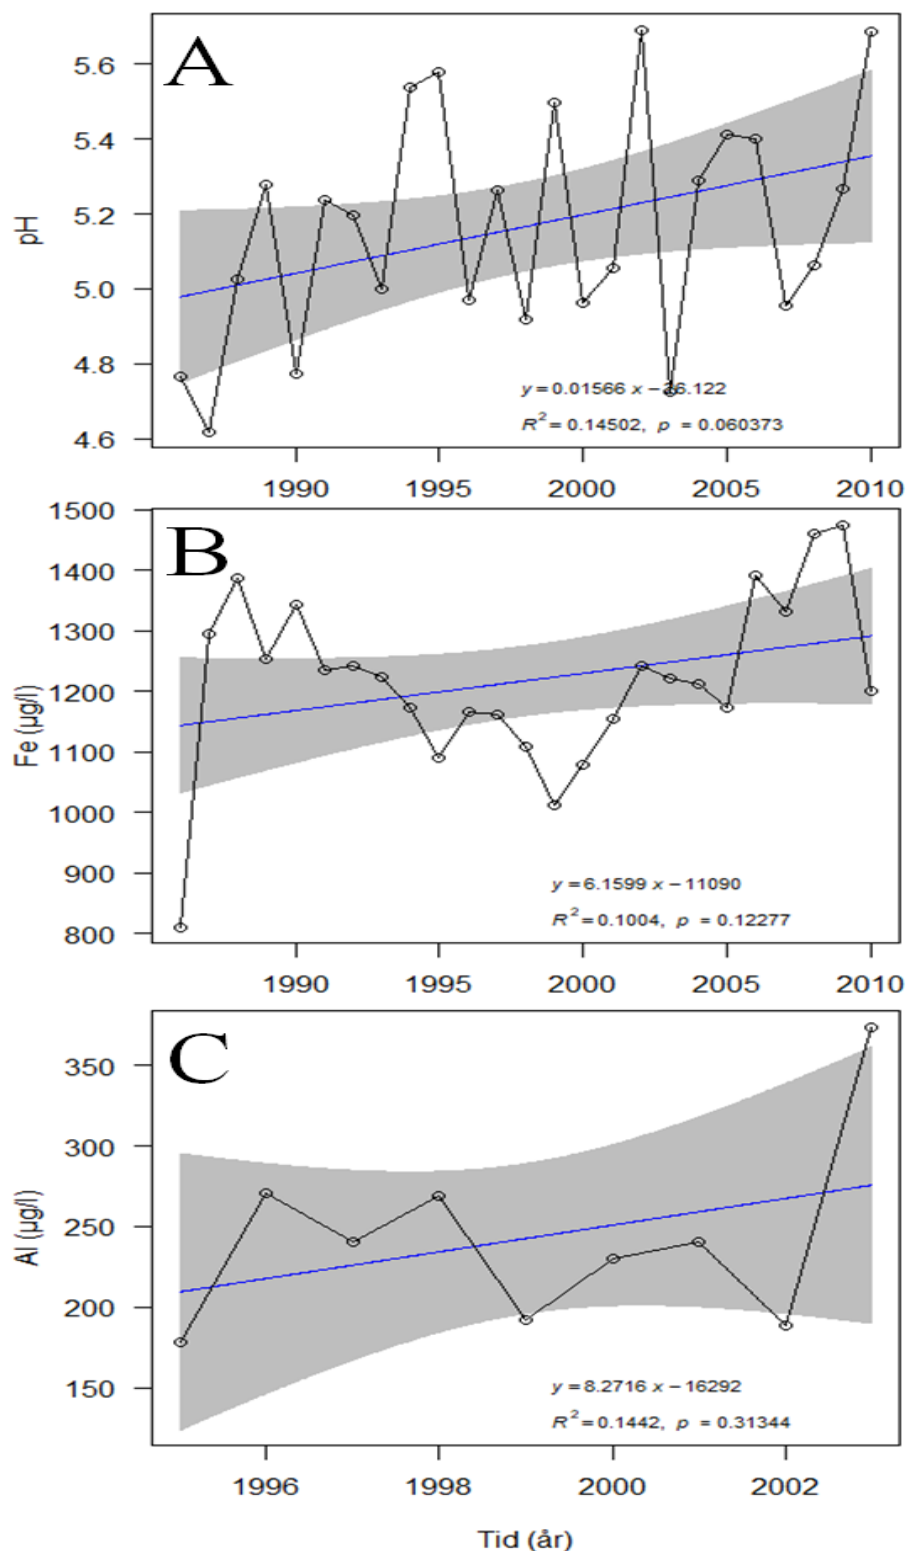 A
pH
5.6
5.4
5.2
5.0
4.8
4.6
y = 0.01566 x − 26.122
R² = 0.14502, p = 0.060373
1990 1995 2000 2005 2010
B
Fe (µg/l)
1500
1400
1300
1200
1100
1000
900
800
y = 6.1599 x − 11090
R² = 0.1004, p = 0.12277
1990 1995 2000 2005 2010
C
Al (µg/l)
350
300
250
200
150
y = 8.2716 x − 16292
R² = 0.1442, p = 0.31344
1996 1998 2000 2002
Tid (år)